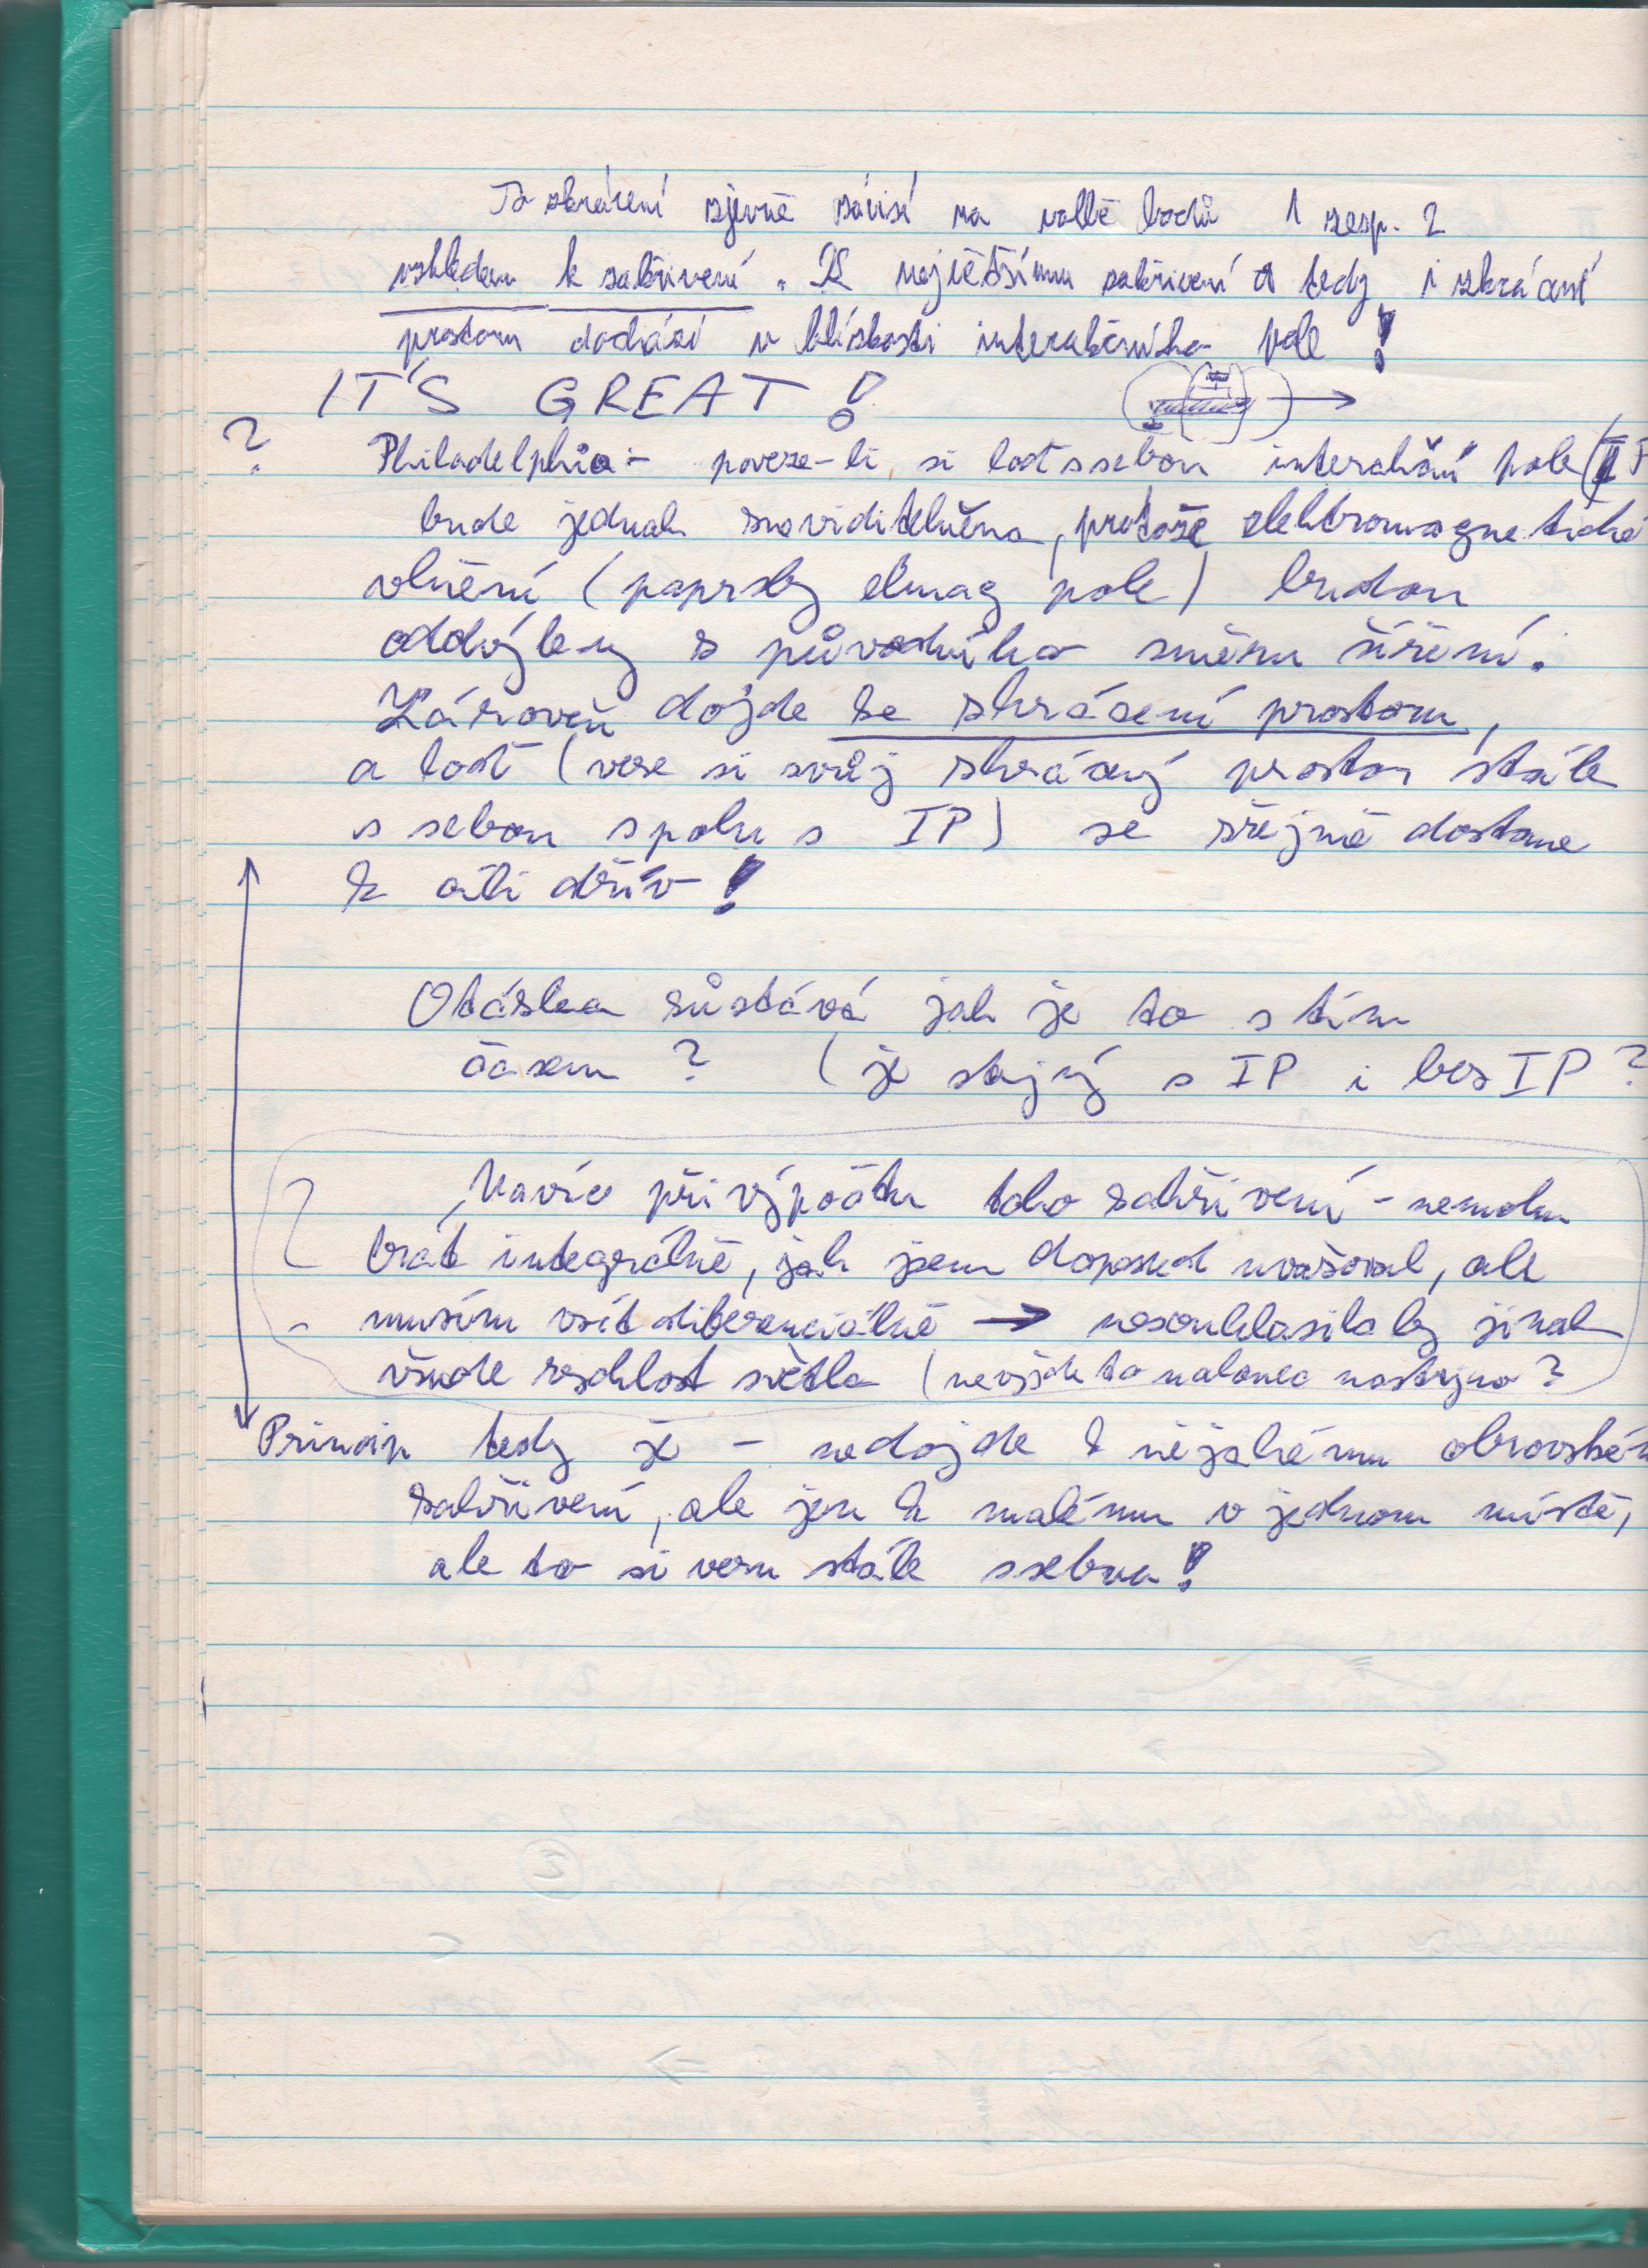 To zkrácení zjevně závisí na volbě bodů 1 resp. 2
vzhledem k zakřivení. K největšímu zakřivení a tedy i zkrácení
prostoru dochází v blízkosti interakčního pole!
IT'S GREAT!
? Philadelphia - poveze-li si loď s sebou interakční pole (IP
bude jednak zneviditelněna, protože elektromagnetické
vlnění (paprsky elmag pole) budou
odchýleny z původního směru šíření.
Zároveň dojde ke zkrácení prostoru,
a loď (veze si svůj zkrácený prostor stále
s sebou spolu s IP) se zřejmě dostane
k cíli dřív!
Otázka zůstává jak je to s tím
časem? (je stejný s IP i bez IP?
Navíc při výpočtu toho zakřivení - nemohu
brát integrálně, jak jsem doposud uvažoval, ale
musím vzít diferenciálně → nesouhlasila by jinak
všude rychlost světla (nevyjde to nakonec nastejno?
Princip tedy je - nedojde k nějakému obrovské
zakřivení, ale jen k malému v jednom místě,
ale to si vezu stále s sebou!